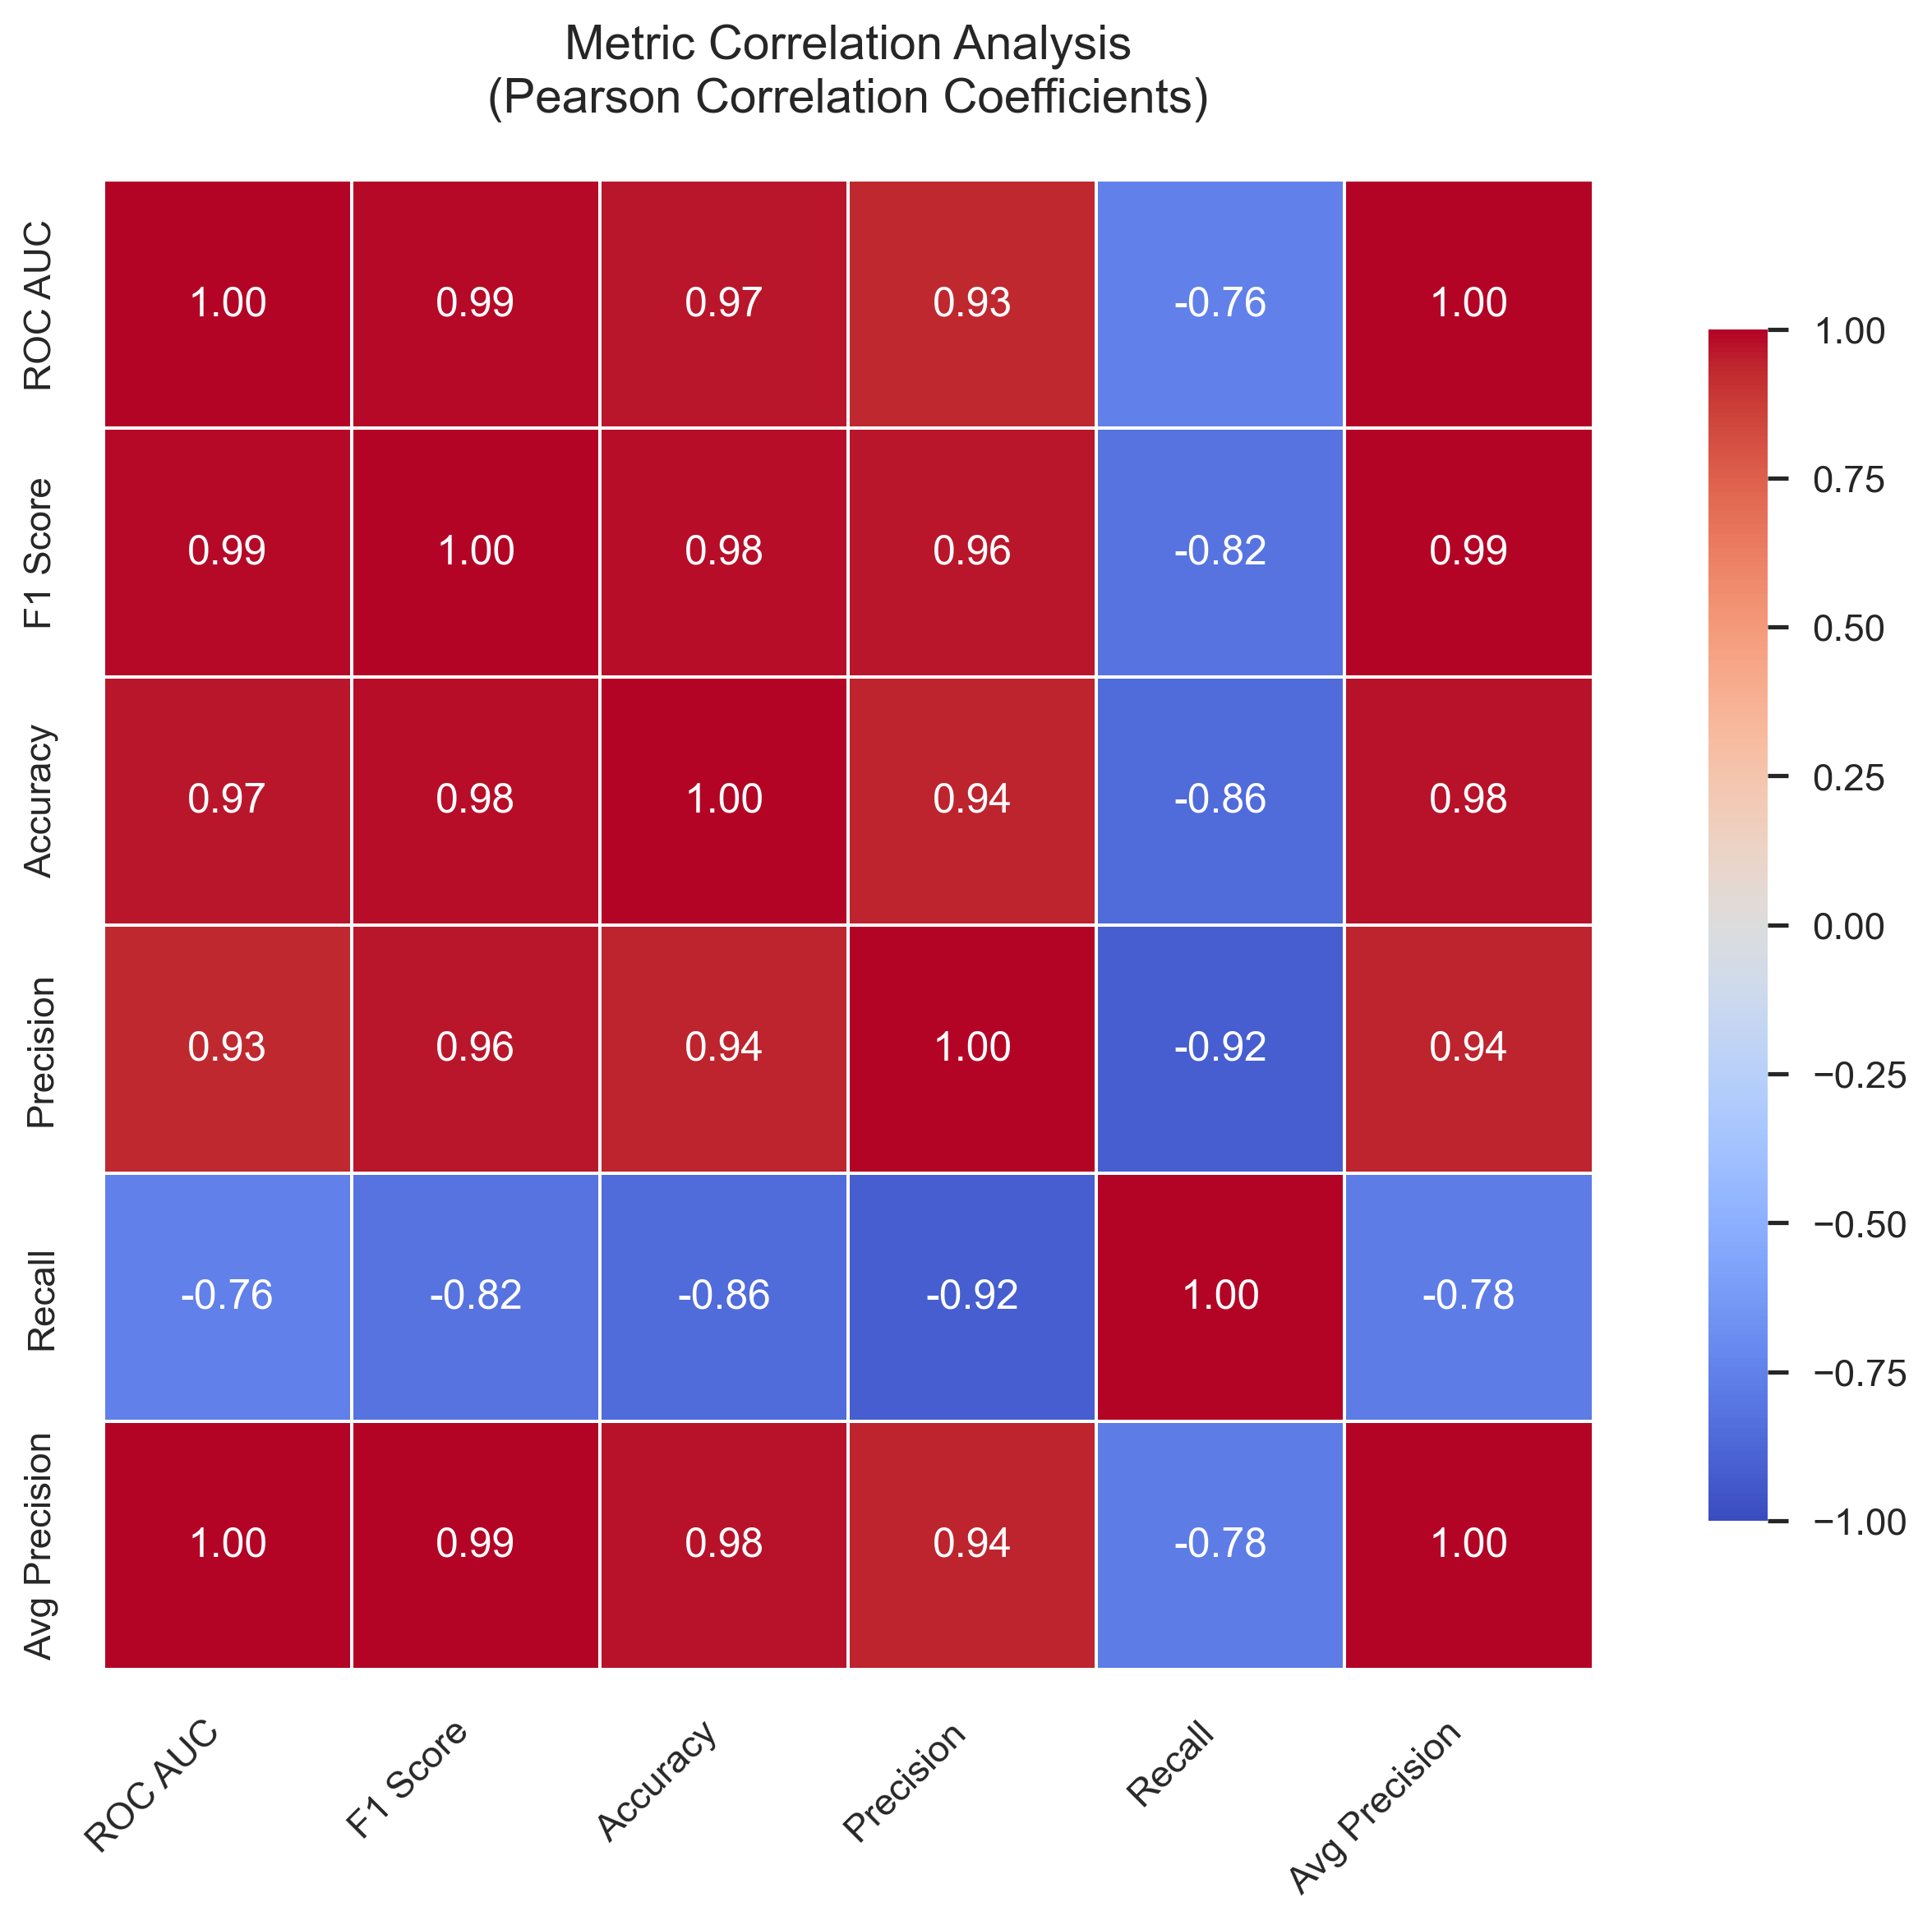 Metric Correlation Analysis
(Pearson Correlation Coefficients)
ROC AUC
1.00 0.99 0.97 0.93 -0.76 1.00
F1 Score
0.99 1.00 0.98 0.96 -0.82 0.99
Accuracy
0.97 0.98 1.00 0.94 -0.86 0.98
Precision
0.93 0.96 0.94 1.00 -0.92 0.94
Recall
-0.76 -0.82 -0.86 -0.92 1.00 -0.78
Avg Precision
1.00 0.99 0.98 0.94 -0.78 1.00
ROC AUC
F1 Score
Accuracy
Precision
Recall
Avg Precision
1.00
0.75
0.50
0.25
0.00
−0.25
−0.50
−0.75
−1.00